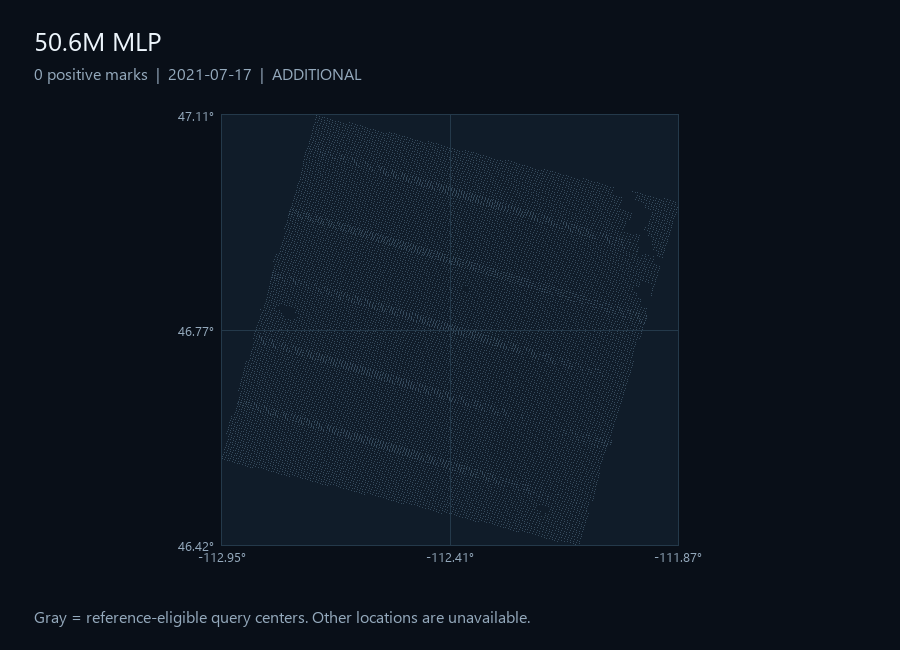 50.6M MLP
0 positive marks | 2021-07-17 | ADDITIONAL
47.11°
46.77°
46.42°
-112.95° -112.41° -111.87°
Gray = reference-eligible query centers. Other locations are unavailable.